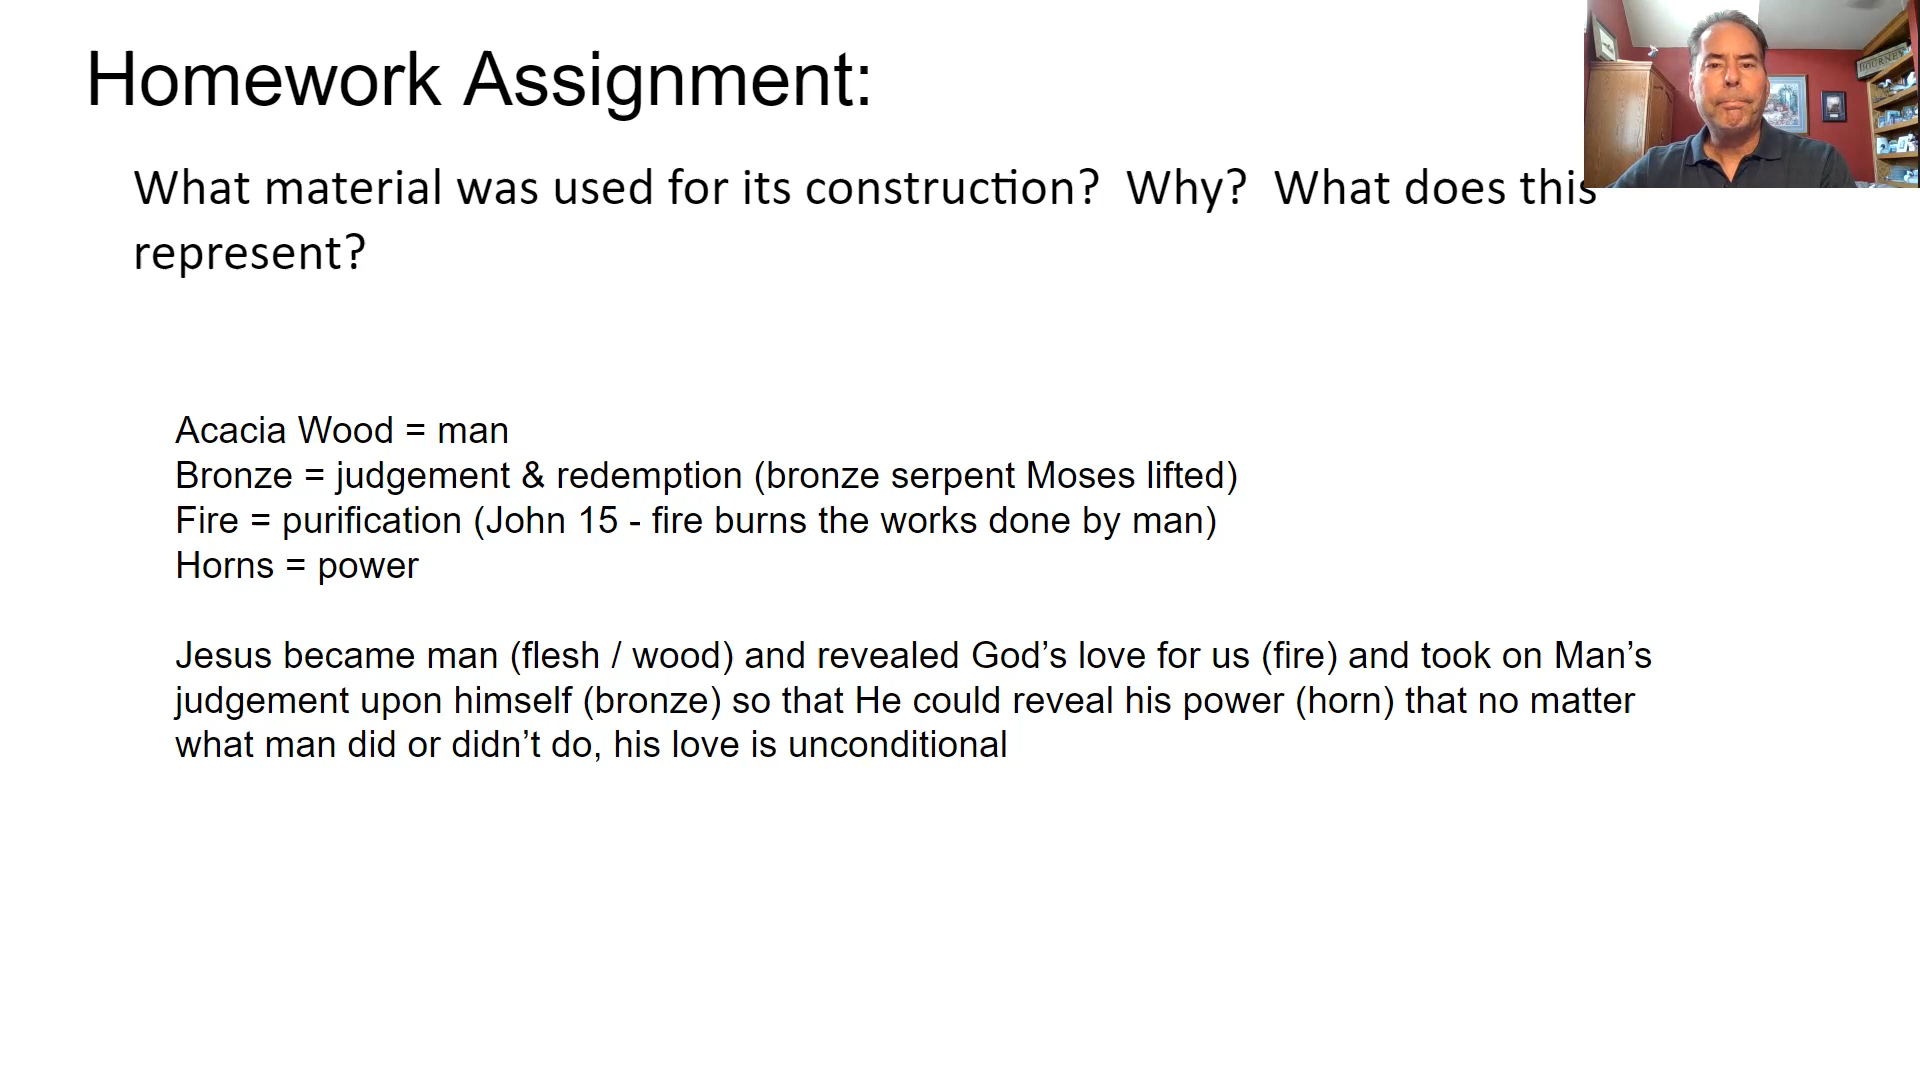 Homework Assignment:
JOURNEY
What material was used for its construction?  Why?  What does this
represent?
Acacia Wood = man
Bronze = judgement & redemption (bronze serpent Moses lifted)
Fire = purification (John 15 - fire burns the works done by man)
Horns = power
Jesus became man (flesh / wood) and revealed God’s love for us (fire) and took on Man’s
judgement upon himself (bronze) so that He could reveal his power (horn) that no matter
what man did or didn’t do, his love is unconditional